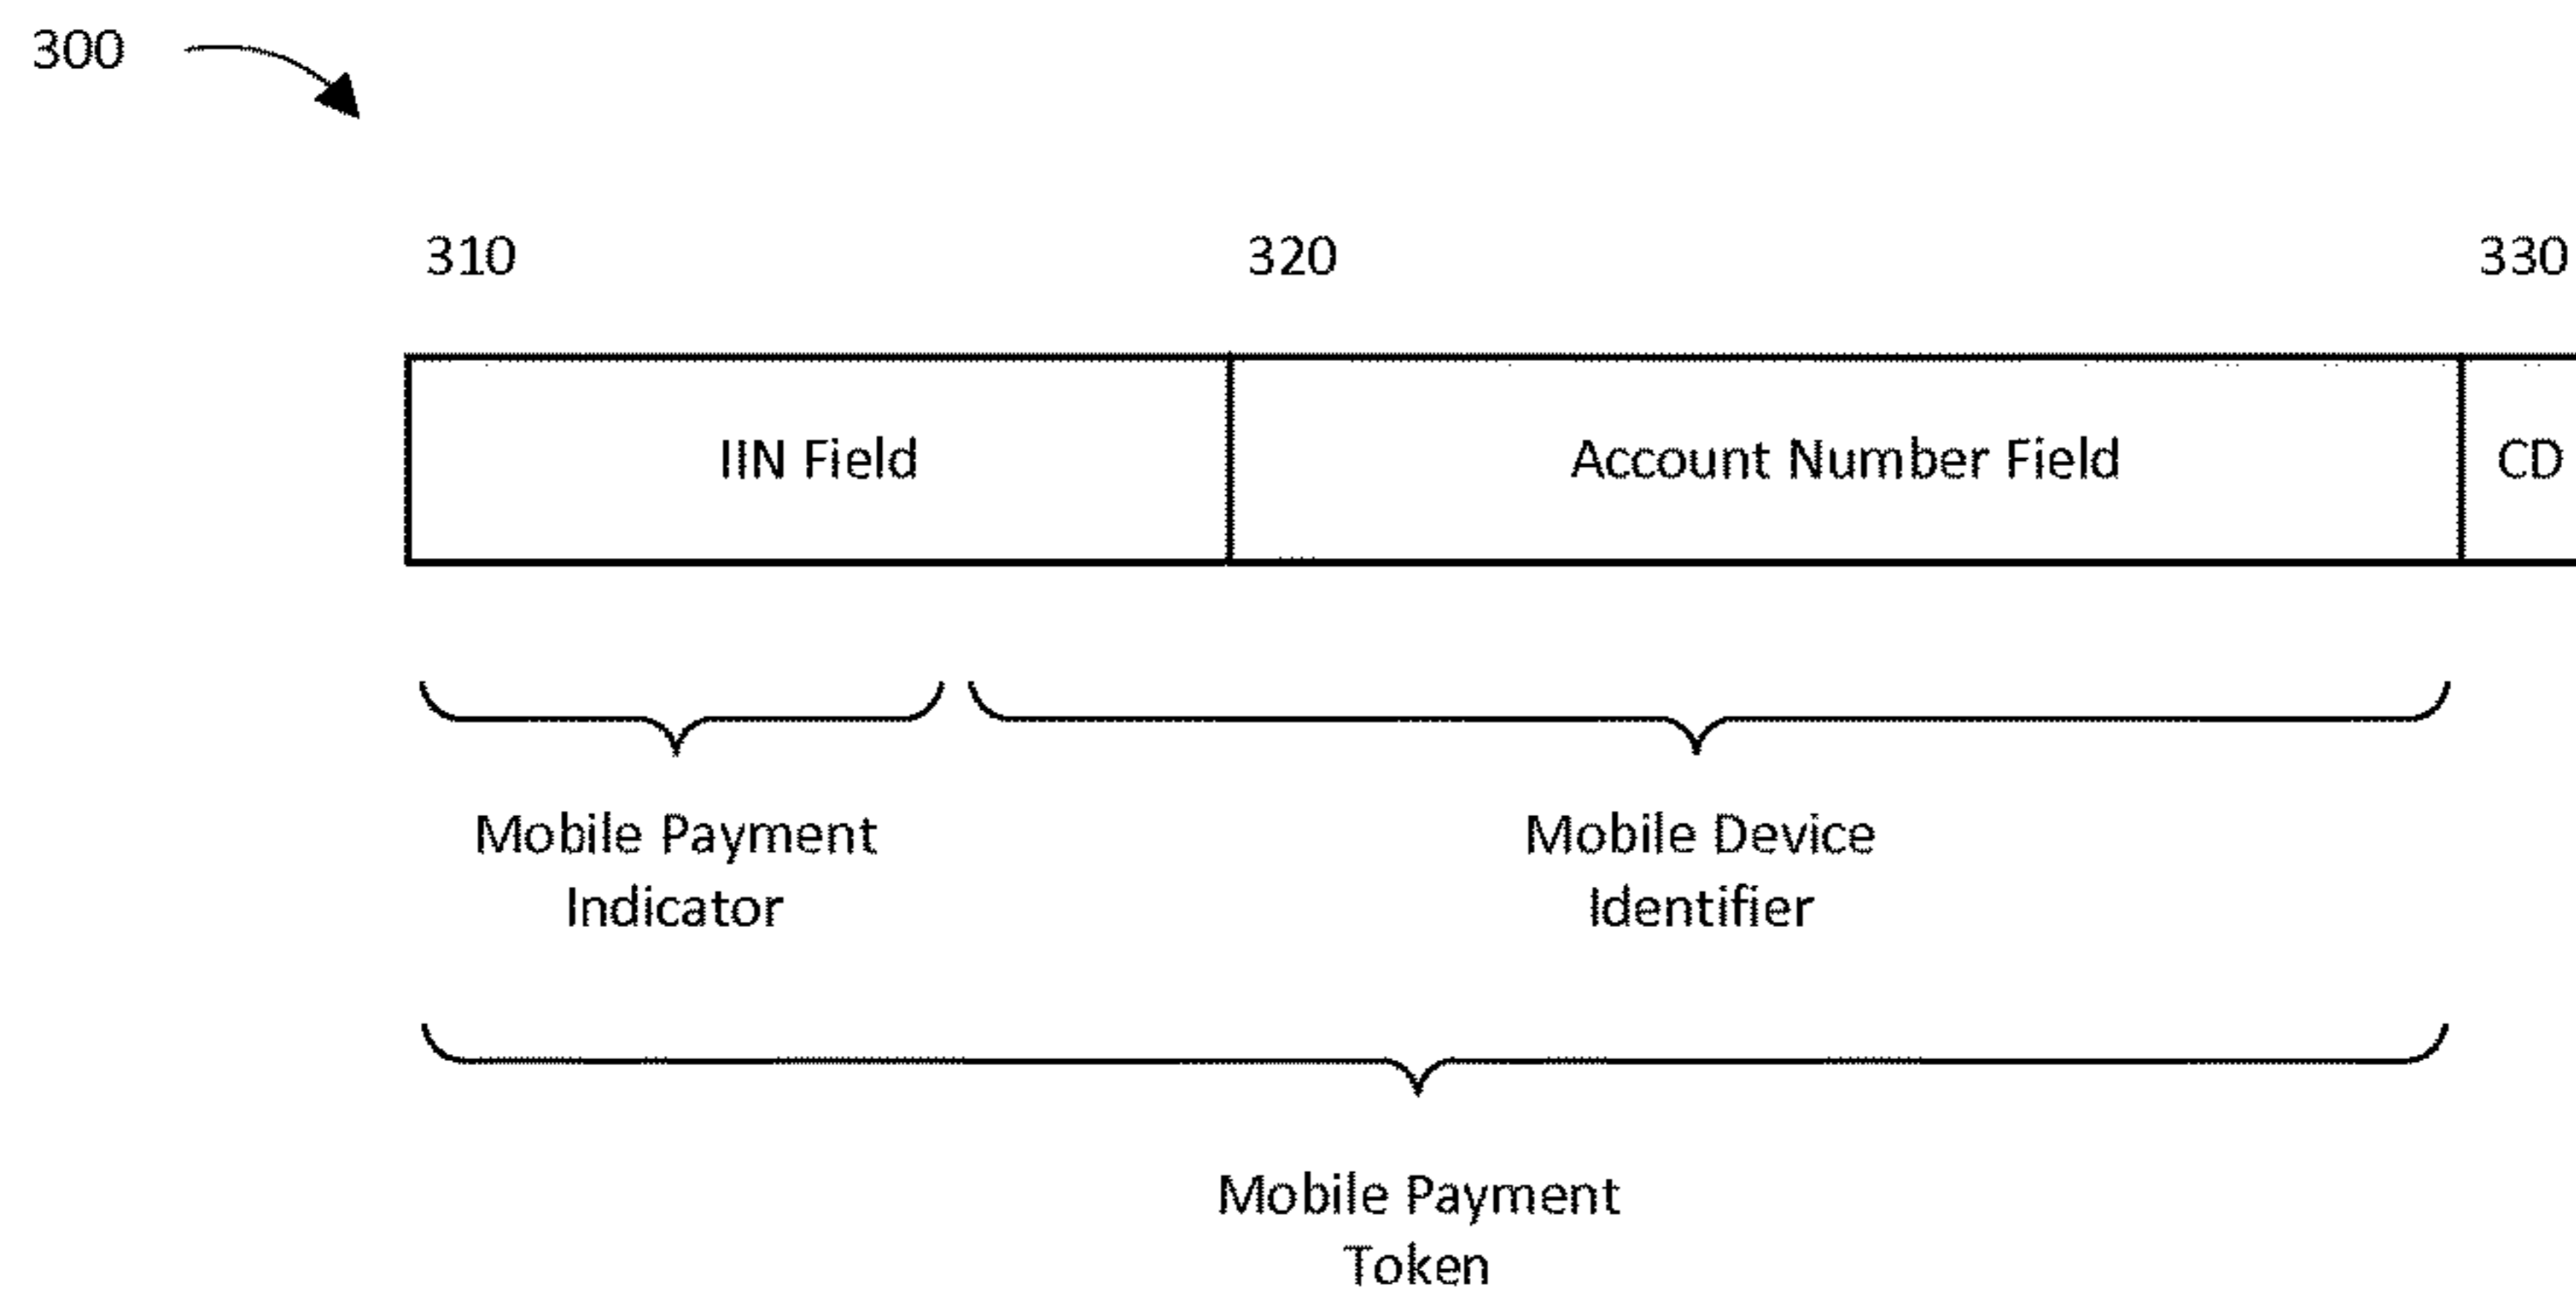 300
310 320 330
IIN Field Account Number Field CD
Mobile Payment Mobile Device
Indicator Identifier
Mobile Payment
Token